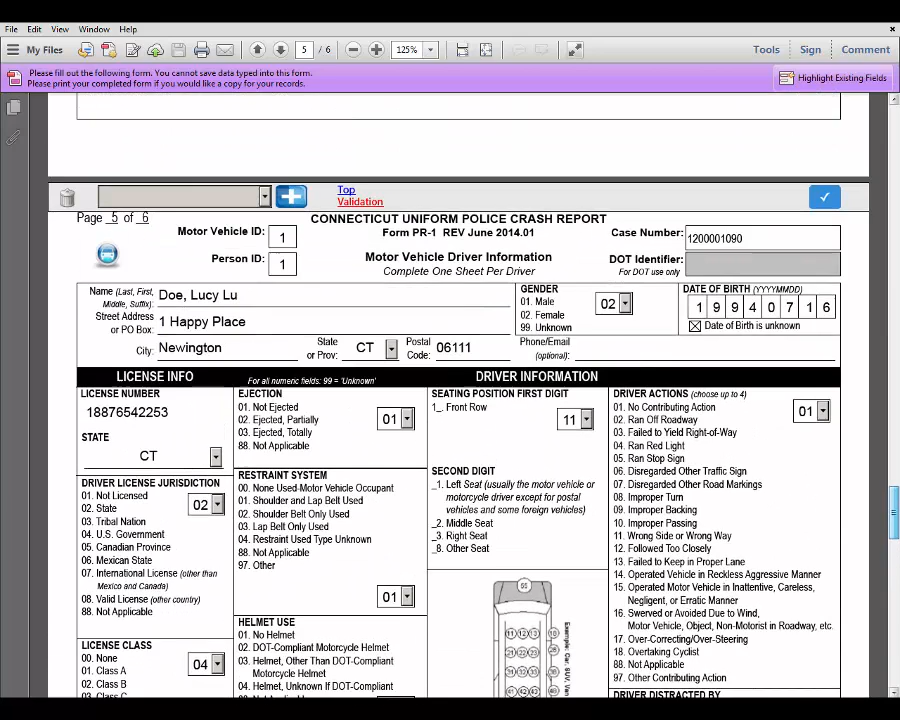 File Edit View Window Help
My Files 5 / 6 125% Tools Sign Comment
Please fill out the following form. You cannot save data typed into this form.
Please print your completed form if you would like a copy for your records.
Highlight Existing Fields
Top
Validation
Page 5 of 6
CONNECTICUT UNIFORM POLICE CRASH REPORT
Motor Vehicle ID: 1
Form PR-1 REV June 2014.01
Case Number: 1200001090
Person ID: 1
Motor Vehicle Driver Information
Complete One Sheet Per Driver
DOT Identifier:
For DOT use only
Name (Last, First,
Middle, Suffix): Doe, Lucy Lu
Street Address
or PO Box: 1 Happy Place
City: Newington
State
or Prov: CT
Postal
Code: 06111
GENDER
01. Male
02. Female
99. Unknown
02
DATE OF BIRTH (YYYYMMDD)
1 9 9 4 0 7 1 6
Date of Birth is unknown
Phone/Email
(optional):
LICENSE INFO
For all numeric fields: 99 = 'Unknown'
DRIVER INFORMATION
LICENSE NUMBER
18876542253
STATE
CT
DRIVER LICENSE JURISDICTION
01. Not Licensed
02. State
03. Tribal Nation
04. U.S. Government
05. Canadian Province
06. Mexican State
07. International License (other than
Mexico and Canada)
08. Valid License (other country)
88. Not Applicable
02
LICENSE CLASS
00. None
01. Class A
02. Class B
03. Class C
04
EJECTION
01. Not Ejected
02. Ejected, Partially
03. Ejected, Totally
88. Not Applicable
01
RESTRAINT SYSTEM
00. None Used-Motor Vehicle Occupant
01. Shoulder and Lap Belt Used
02. Shoulder Belt Only Used
03. Lap Belt Only Used
04. Restraint Used Type Unknown
88. Not Applicable
97. Other
01
HELMET USE
01. No Helmet
02. DOT-Compliant Motorcycle Helmet
03. Helmet, Other Than DOT-Compliant
Motorcycle Helmet
04. Helmet, Unknown If DOT-Compliant
SEATING POSITION FIRST DIGIT
1_. Front Row
11
SECOND DIGIT
_1. Left Seat (usually the motor vehicle or
motorcycle driver except for postal
vehicles and some foreign vehicles)
_2. Middle Seat
_3. Right Seat
_8. Other Seat
Example: Car, SUV, Van
11 12 13 18
21 22 23 28
31 32 33 38
41 42 43 48
DRIVER ACTIONS (choose up to 4)
01. No Contributing Action
02. Ran Off Roadway
03. Failed to Yield Right-of-Way
04. Ran Red Light
05. Ran Stop Sign
06. Disregarded Other Traffic Sign
07. Disregarded Other Road Markings
08. Improper Turn
09. Improper Backing
10. Improper Passing
11. Wrong Side or Wrong Way
12. Followed Too Closely
13. Failed to Keep in Proper Lane
14. Operated Vehicle in Reckless Aggressive Manner
15. Operated Motor Vehicle in Inattentive, Careless,
Negligent, or Erratic Manner
16. Swerved or Avoided Due to Wind,
Motor Vehicle, Object, Non-Motorist in Roadway, etc.
17. Over-Correcting/Over-Steering
18. Overtaking Cyclist
88. Not Applicable
97. Other Contributing Action
01
DRIVER DISTRACTED BY